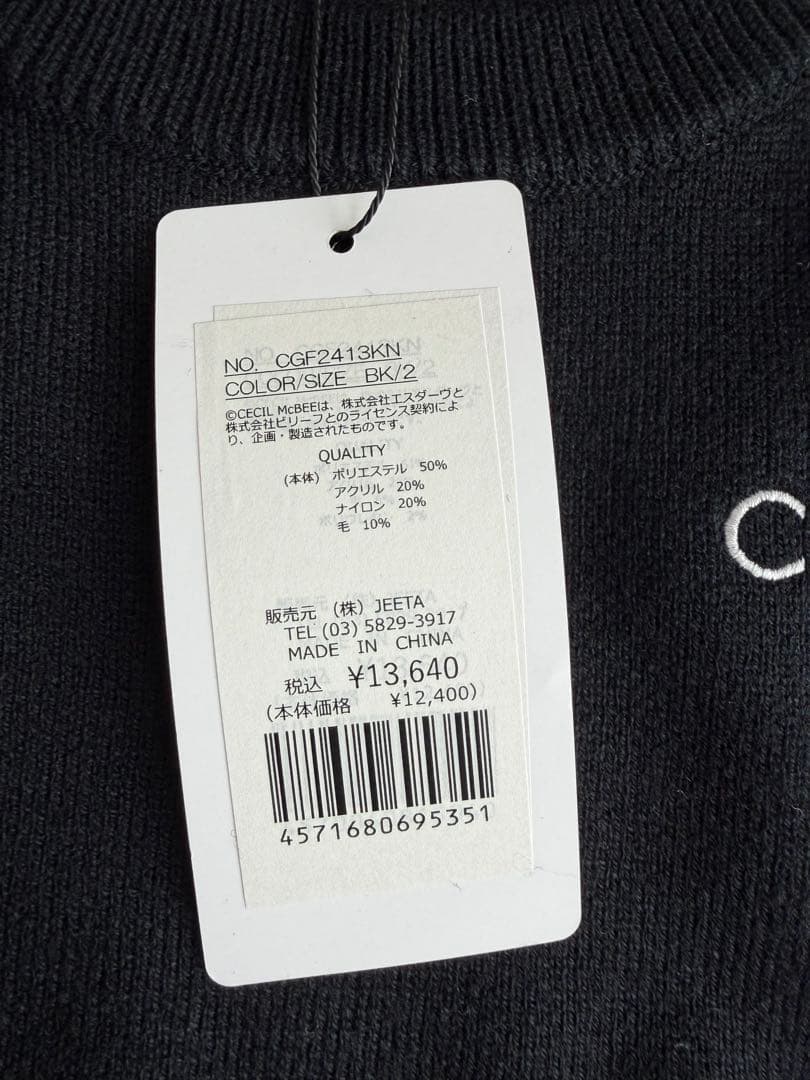 NO. CGF2413KN
COLOR/SIZE BK/2
©CECIL McBEEは、株式会社エスダーヴと
株式会社ビリーフとのライセンス契約によ
り、企画・製造されたものです。
QUALITY
(本体) ポリエステル 50%
アクリル 20%
ナイロン 20%
毛 10%
販売元 (株) JEETA
TEL (03) 5829-3917
MADE IN CHINA
税込 ¥13,640
(本体価格 ¥12,400)
4571680695351
C